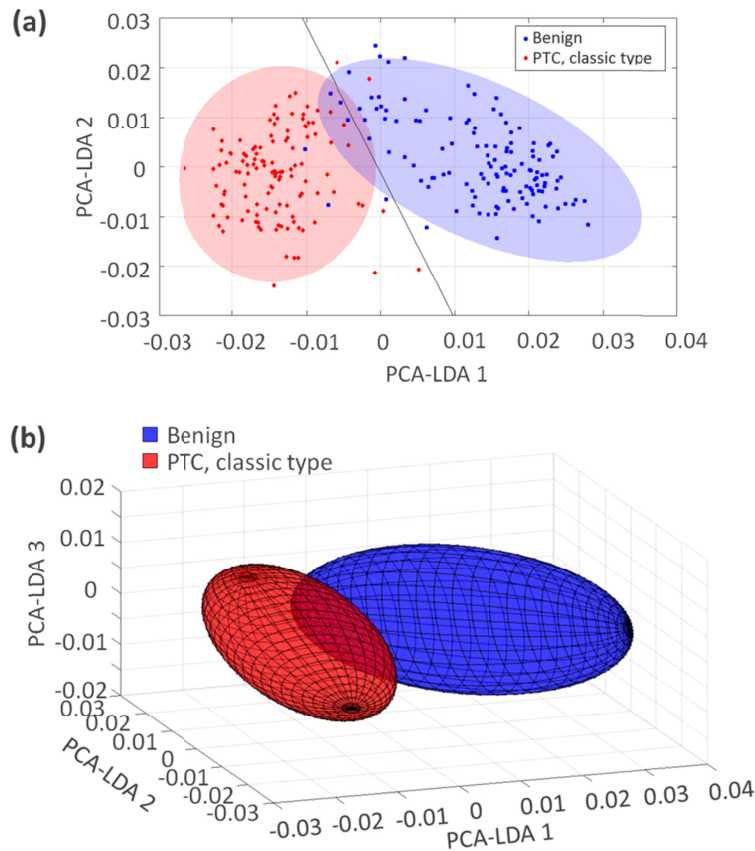 (a)
0.03
0.02
0.01
0
-0.01
-0.02
-0.03
PCA-LDA 2
Benign
PTC, classic type
-0.03 -0.02 -0.01 0 0.01 0.02 0.03 0.04
PCA-LDA 1
(b)
Benign
PTC, classic type
0.02
0.01
0
-0.01
-0.02
PCA-LDA 3
0.03
0.02
0.01
0
-0.01
-0.02
-0.03
PCA-LDA 2
-0.03 -0.02 -0.01 0 0.01 0.02 0.03 0.04
PCA-LDA 1